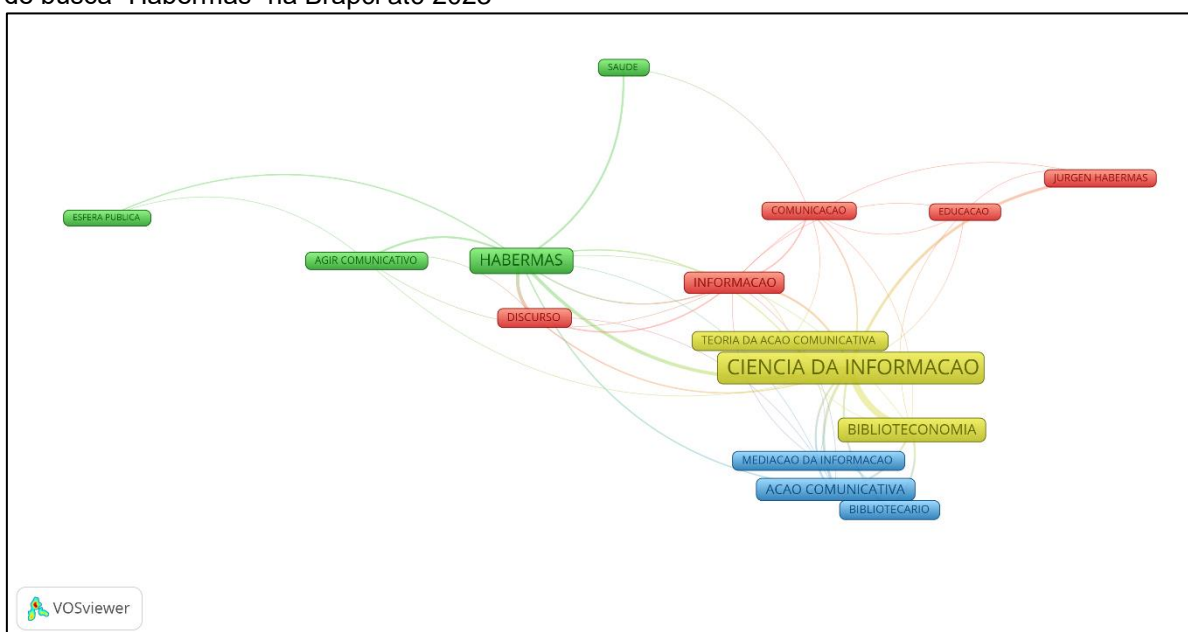 de busca "Habermas" na Brapci até 2023
SAUDE
JURGEN HABERMAS
COMUNICACAO
EDUCACAO
ESFERA PUBLICA
AGIR COMUNICATIVO
HABERMAS
INFORMACAO
DISCURSO
TEORIA DA ACAO COMUNICATIVA
CIENCIA DA INFORMACAO
BIBLIOTECONOMIA
MEDIACAO DA INFORMACAO
ACAO COMUNICATIVA
BIBLIOTECARIO
VOSviewer